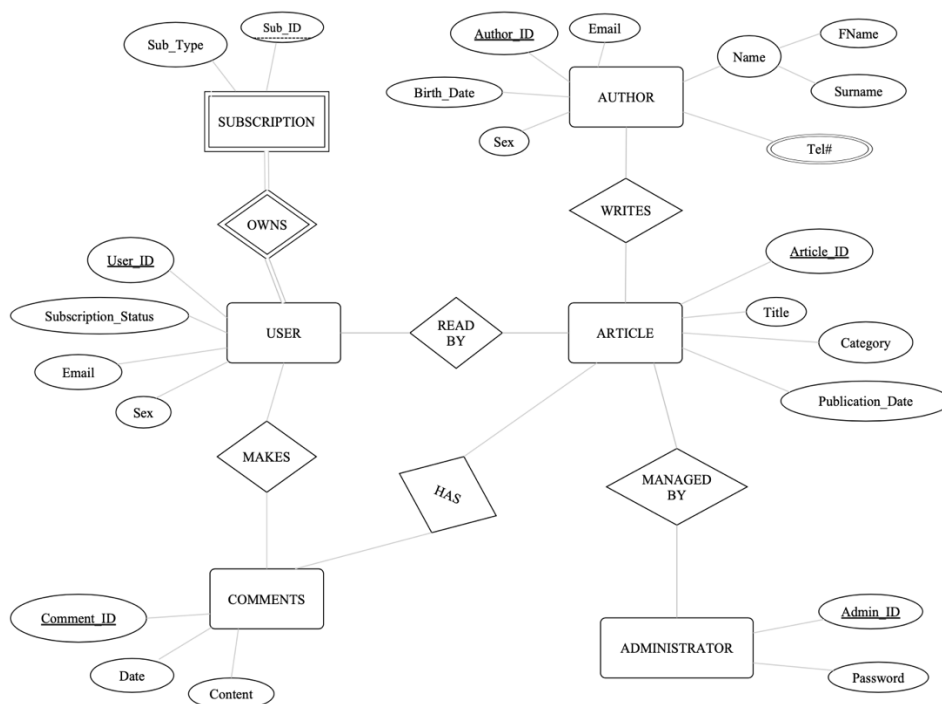 Sub_ID
Sub_Type
SUBSCRIPTION
OWNS
Author_ID
Email
FName
Name
Birth_Date
AUTHOR
Surname
Sex
Tel#
WRITES
User_ID
Subscription_Status
USER
Email
Sex
READ
BY
ARTICLE
Article_ID
Title
Category
Publication_Date
MAKES
HAS
MANAGED
BY
COMMENTS
Comment_ID
Date
Content
ADMINISTRATOR
Admin_ID
Password